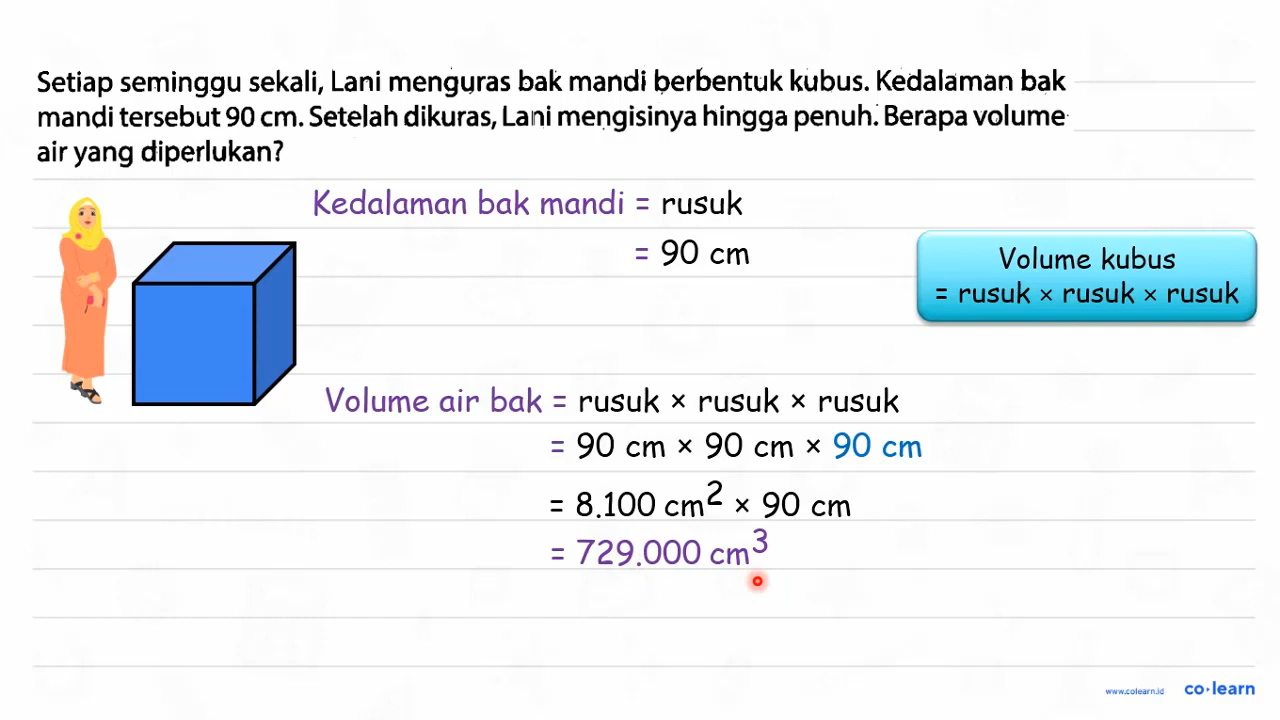 Setiap seminggu sekali, Lani menguras bak mandi berbentuk kubus. Kedalaman bak
mandi tersebut 90 cm. Setelah dikuras, Lani mengisinya hingga penuh. Berapa volume
air yang diperlukan?
Kedalaman bak mandi = rusuk
= 90 cm
Volume kubus
= rusuk × rusuk × rusuk
Volume air bak = rusuk × rusuk × rusuk
= 90 cm × 90 cm × 90 cm
= 8.100 cm² × 90 cm
= 729.000 cm³
www.colearn.id co·learn